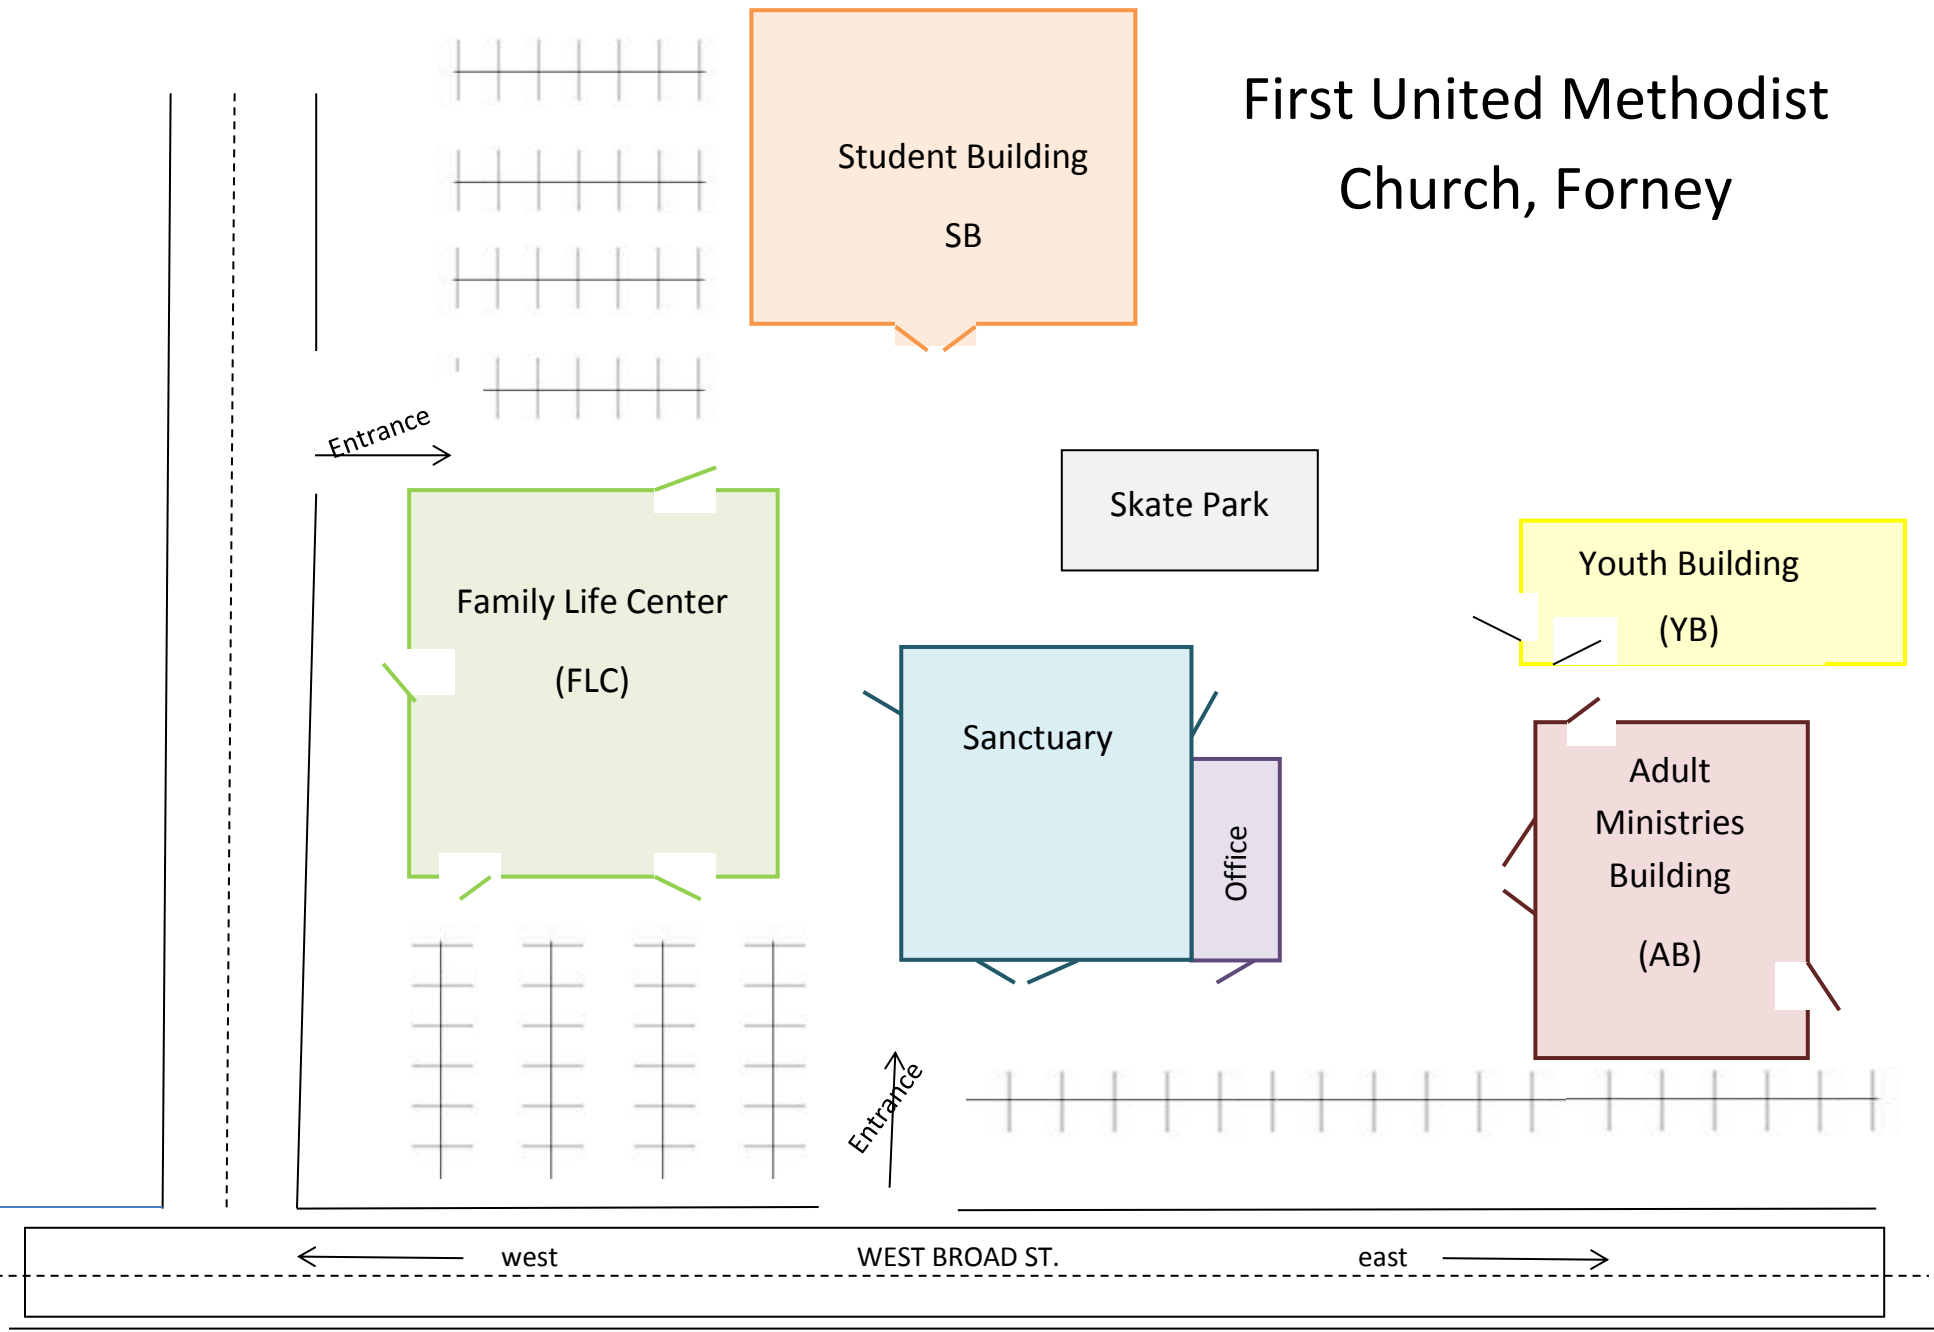 First United Methodist
Church, Forney
Student Building
SB
Entrance
Skate Park
Family Life Center
(FLC)
Youth Building
(YB)
Sanctuary
Office
Adult
Ministries
Building
(AB)
Entrance
west
WEST BROAD ST.
east